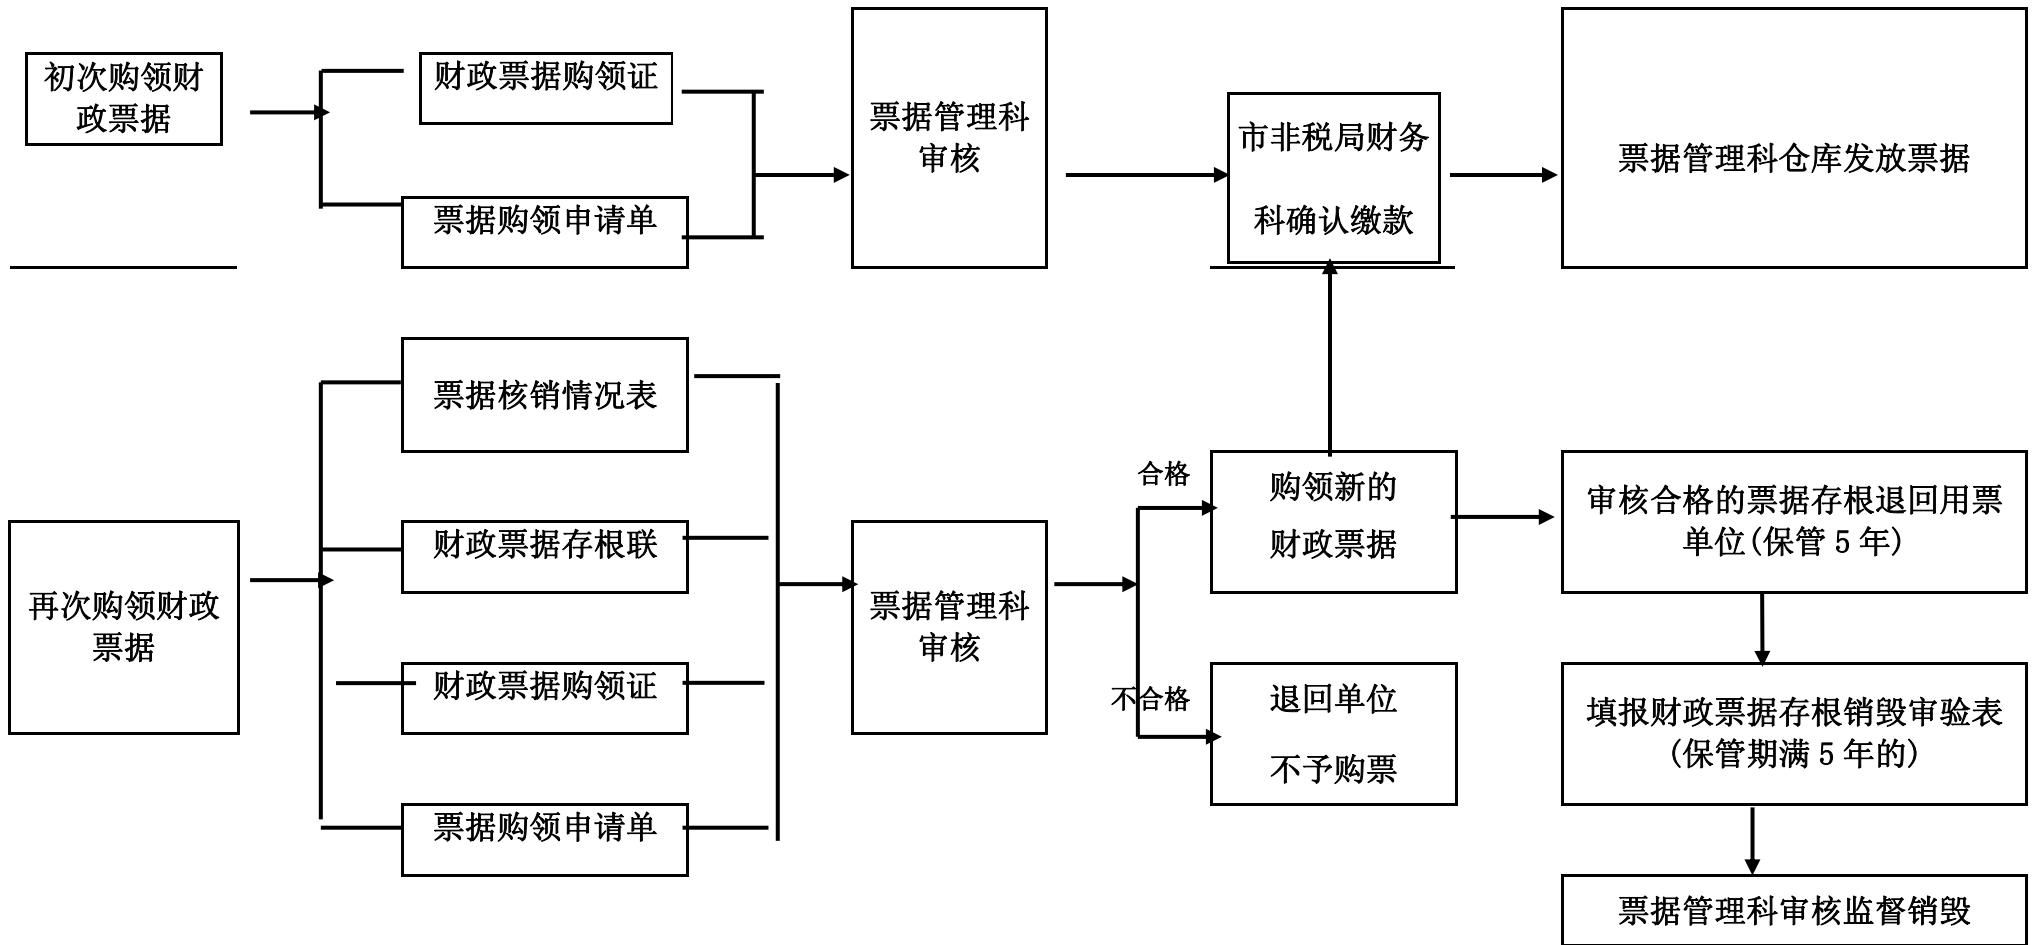 初次购领财
政票据
财政票据购领证
票据购领申请单
票据管理科
审核
市非税局财务
科确认缴款
票据管理科仓库发放票据
再次购领财政
票据
票据核销情况表
财政票据存根联
财政票据购领证
票据购领申请单
票据管理科
审核
合格
不合格
购领新的
财政票据
退回单位
不予购票
审核合格的票据存根退回用票
单位(保管 5 年)
填报财政票据存根销毁审验表
(保管期满 5 年的)
票据管理科审核监督销毁